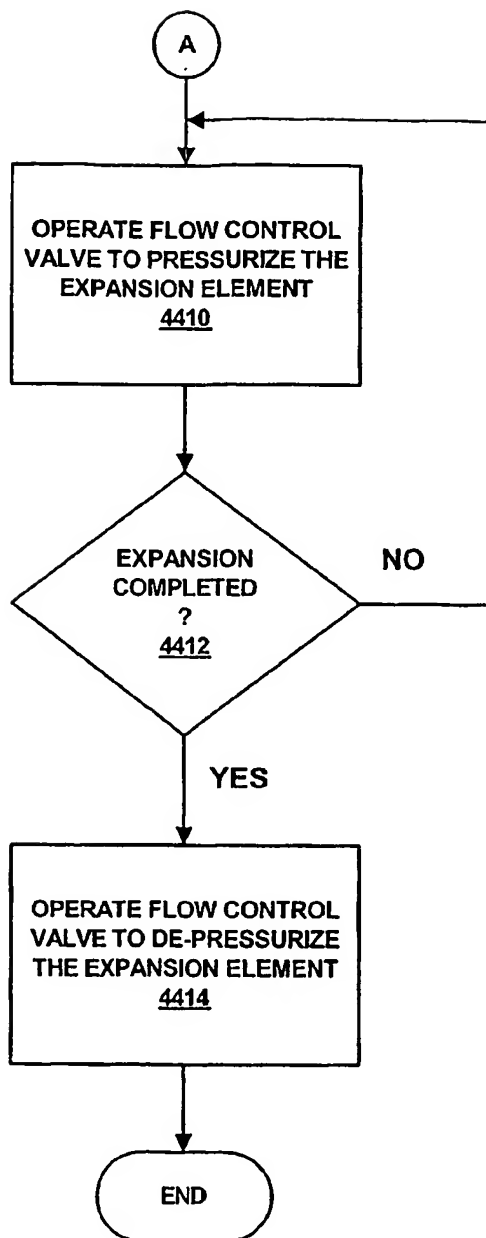 A
OPERATE FLOW CONTROL
VALVE TO PRESSURIZE THE
EXPANSION ELEMENT
4410
EXPANSION
COMPLETED
?
4412
NO
YES
OPERATE FLOW CONTROL
VALVE TO DE-PRESSURIZE
THE EXPANSION ELEMENT
4414
END